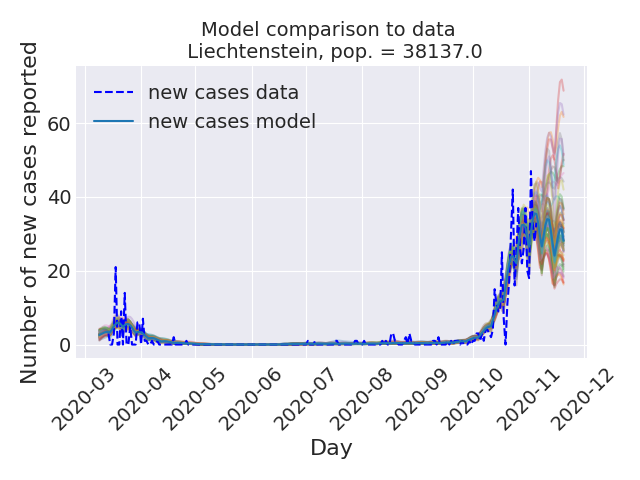 Model comparison to data
Liechtenstein, pop. = 38137.0
Number of new cases reported
60
40
20
0
new cases data
new cases model
2020-03
2020-04
2020-05
2020-06
2020-07
2020-08
2020-09
2020-10
2020-11
2020-12
Day